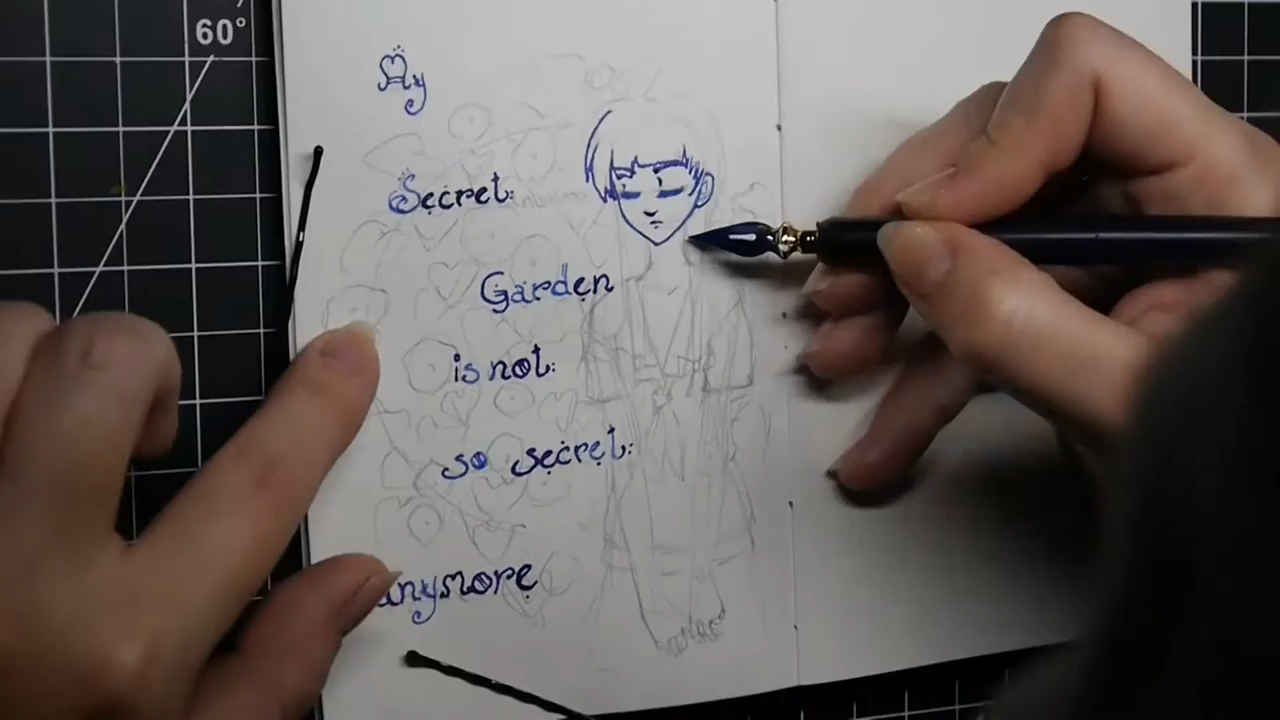 60°
My
Secret:
Garden
is not:
so secret:
anymore